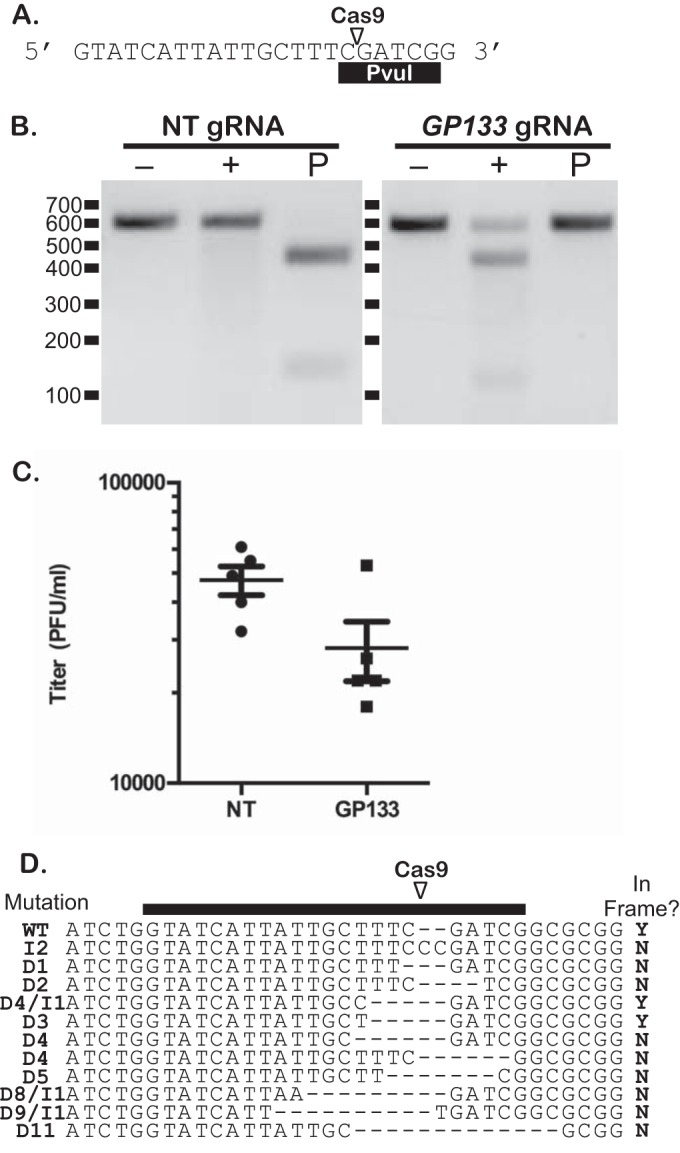 A.
Cas9
5′ GTATCATTATTGCTTTCGATCGG 3′
PvuI
B.
NT gRNA
GP133 gRNA
– + P
– + P
700
600
500
400
300
200
100
C.
100000
Titer (PFU/ml)
10000
NT GP133
D.
Cas9
Mutation
In Frame?
WT ATCTGGTATCATTATTGCTTTC--GATCGGCGCGG Y
I2 ATCTGGTATCATTATTGCTTTCCCGATCGGCGCGG N
D1 ATCTGGTATCATTATTGCTTT---GATCGGCGCGG N
D2 ATCTGGTATCATTATTGCTTTC----TCGGCGCGG N
D4/I1 ATCTGGTATCATTATTGCC-----GATCGGCGCGG Y
D3 ATCTGGTATCATTATTGCT-----GATCGGCGCGG Y
D4 ATCTGGTATCATTATTGC------GATCGGCGCGG N
D4 ATCTGGTATCATTATTGCTTTC------GGCGCGG N
D5 ATCTGGTATCATTATTGCTT-------CGGCGCGG N
D8/I1 ATCTGGTATCATTAA---------GATCGGCGCGG N
D9/I1 ATCTGGTATCATT----------TGATCGGCGCGG N
D11 ATCTGGTATCATTATTGC-------------GCGG N